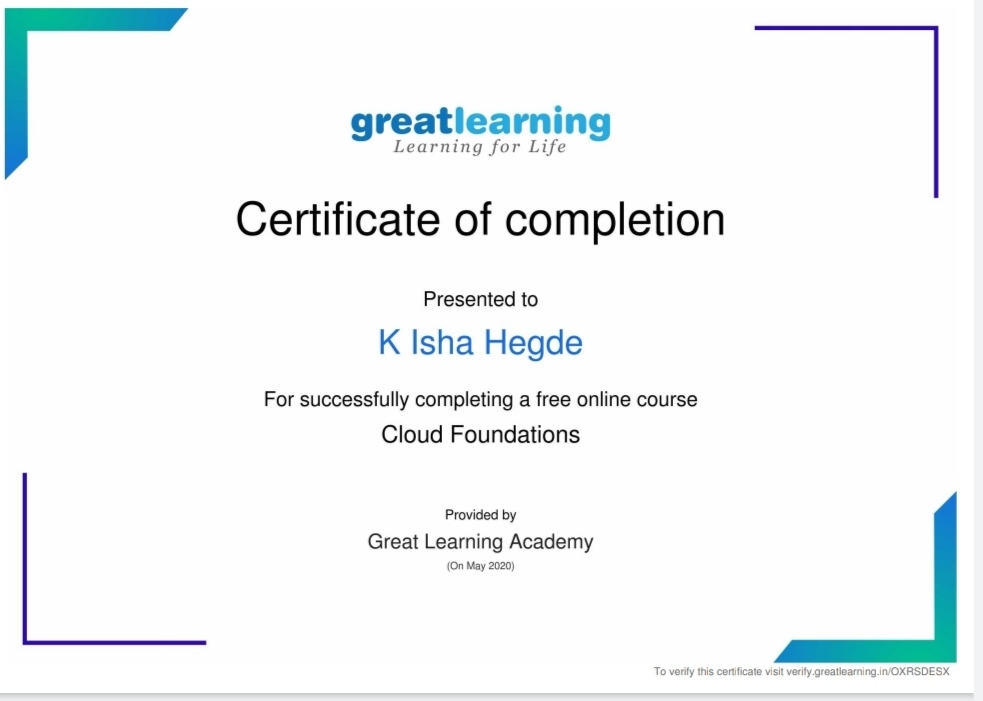 greatlearning
Learning for Life
Certificate of completion
Presented to
K Isha Hegde
For successfully completing a free online course
Cloud Foundations
Provided by
Great Learning Academy
(On May 2020)
To verify this certificate visit verify.greatlearning.in/OXRSDESX